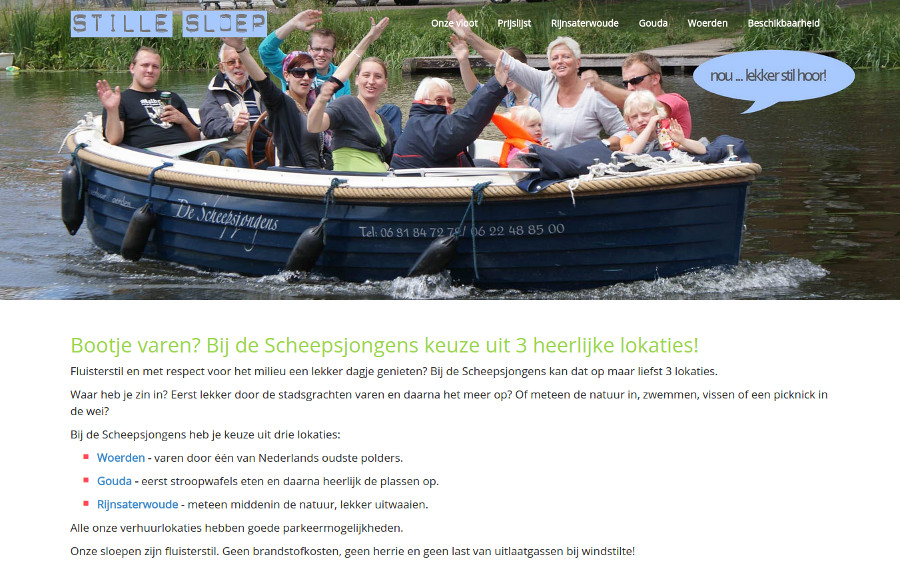 STILLE SLOEP
Onze vloot Prijslijst Rijnsaterwoude Gouda Woerden Beschikbaarheid
nou ... lekker stil hoor!
De Scheepsjongens
Tel: 06 81 84 72 79/ 06 22 48 85 00
Bootje varen? Bij de Scheepsjongens keuze uit 3 heerlijke lokaties!
Fluisterstil en met respect voor het milieu een lekker dagje genieten? Bij de Scheepsjongens kan dat op maar liefst 3 lokaties.
Waar heb je zin in? Eerst lekker door de stadsgrachten varen en daarna het meer op? Of meteen de natuur in, zwemmen, vissen of een picknick in
de wei?
Bij de Scheepsjongens heb je keuze uit drie lokaties:
Woerden - varen door één van Nederlands oudste polders.
Gouda - eerst stroopwafels eten en daarna heerlijk de plassen op.
Rijnsaterwoude - meteen middenin de natuur, lekker uitwaaien.
Alle onze verhuurlokaties hebben goede parkeermogelijkheden.
Onze sloepen zijn fluisterstil. Geen brandstofkosten, geen herrie en geen last van uitlaatgassen bij windstilte!